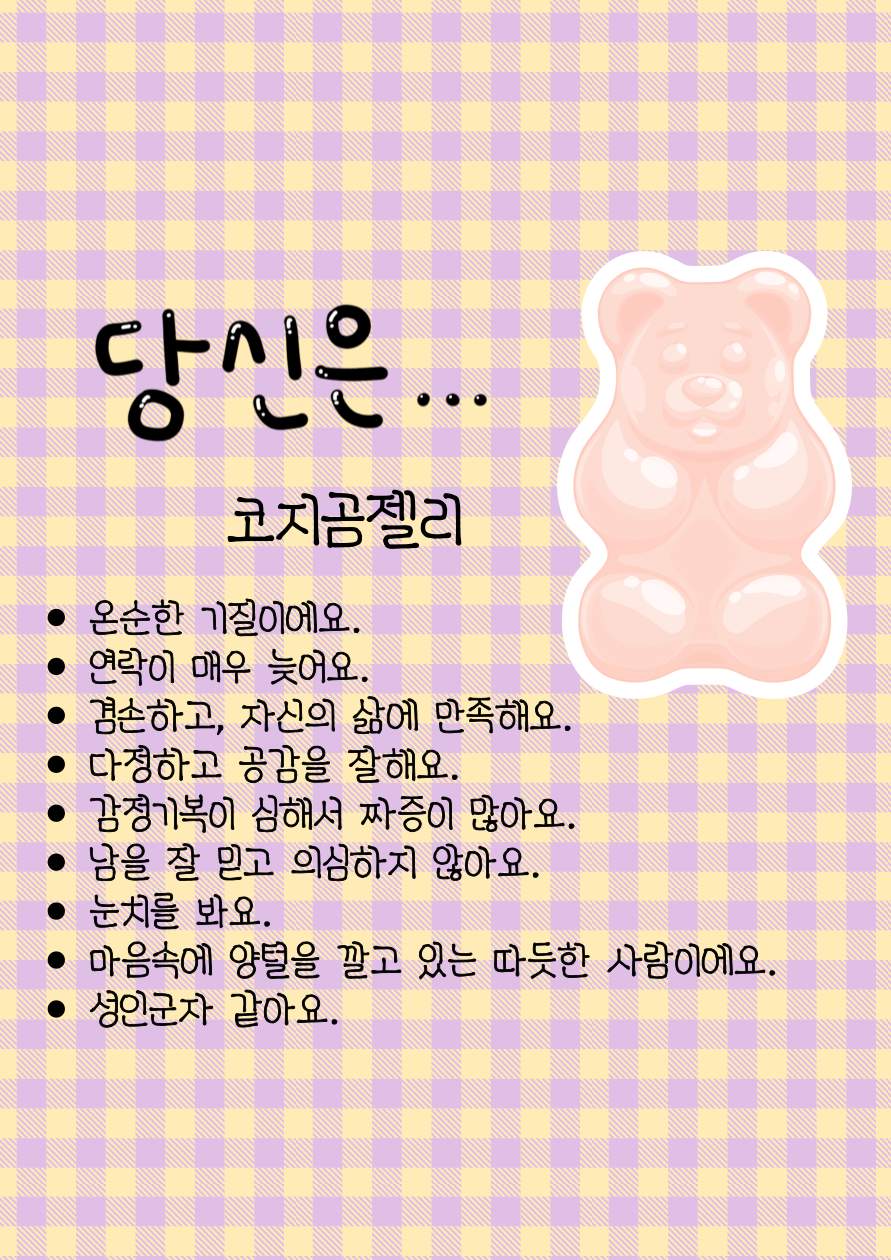 당신은...
코지곰젤리
• 온순한 기질이에요.
• 연락이 매우 늦어요.
• 겸손하고, 자신의 삶에 만족해요.
• 다정하고 공감을 잘해요.
• 감정기복이 심해서 짜증이 많아요.
• 남을 잘 믿고 의심하지 않아요.
• 눈치를 봐요.
• 마음속에 양털을 깔고 있는 따듯한 사람이에요.
• 성인군자 같아요.